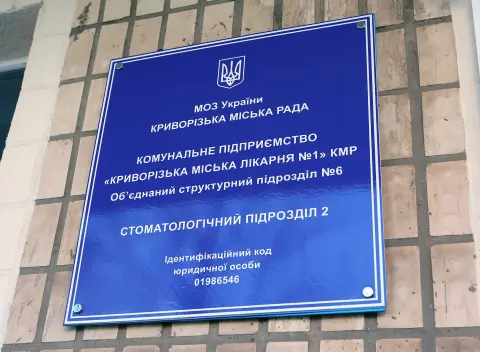 МОЗ України
КРИВОРІЗЬКА МІСЬКА РАДА
КОМУНАЛЬНЕ ПІДПРИЄМСТВО
«КРИВОРІЗЬКА МІСЬКА ЛІКАРНЯ №1» КМР
Об'єднаний структурний підрозділ №6
СТОМАТОЛОГІЧНИЙ ПІДРОЗДІЛ 2
Ідентифікаційний код
юридичної особи
01986546